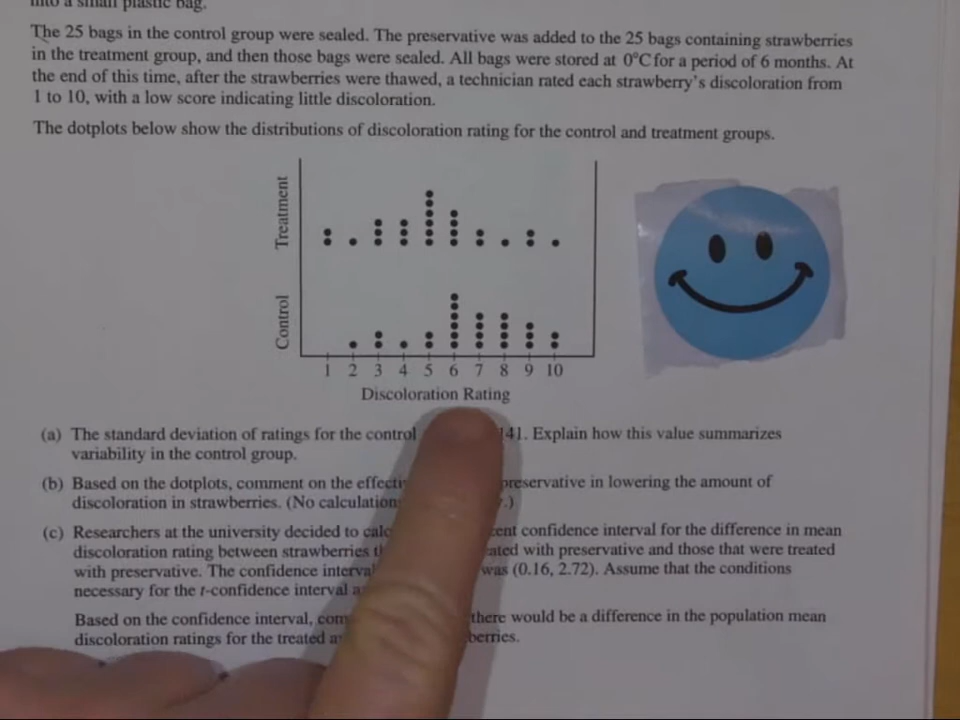 into a small plastic bag.
The 25 bags in the control group were sealed. The preservative was added to the 25 bags containing strawberries
in the treatment group, and then those bags were sealed. All bags were stored at 0°C for a period of 6 months. At
the end of this time, after the strawberries were thawed, a technician rated each strawberry's discoloration from
1 to 10, with a low score indicating little discoloration.
The dotplots below show the distributions of discoloration rating for the control and treatment groups.
Treatment
Control
1 2 3 4 5 6 7 8 9 10
Discoloration Rating
(a) The standard deviation of ratings for the control 141. Explain how this value summarizes
variability in the control group.
(b) Based on the dotplots, comment on the preservative in lowering the amount of
discoloration in strawberries. (No
(c) Researchers at the university decided to confidence interval for the difference in mean
discoloration rating between strawberries with preservative and those that were treated
with preservative. The confidence was (0.16, 2.72). Assume that the conditions
necessary for the t-confidence interval
Based on the confidence interval, there would be a difference in the population mean
discoloration ratings for the treated